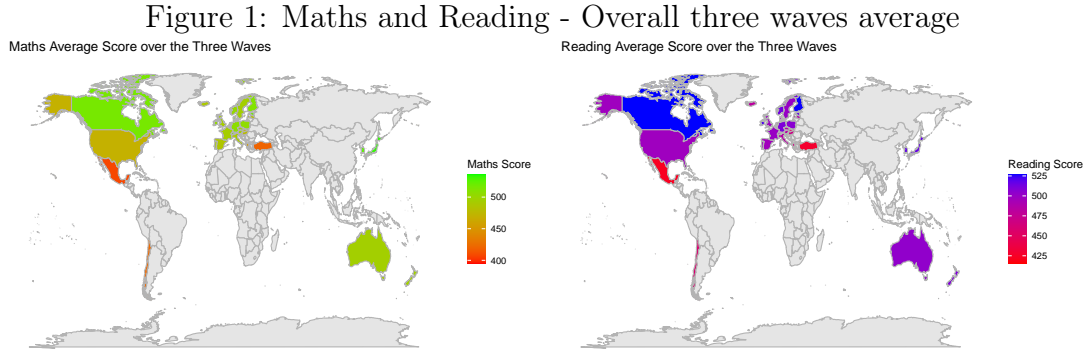 Figure 1: Maths and Reading - Overall three waves average
Maths Average Score over the Three Waves
Maths Score
500
450
400
Reading Average Score over the Three Waves
Reading Score
525
500
475
450
425